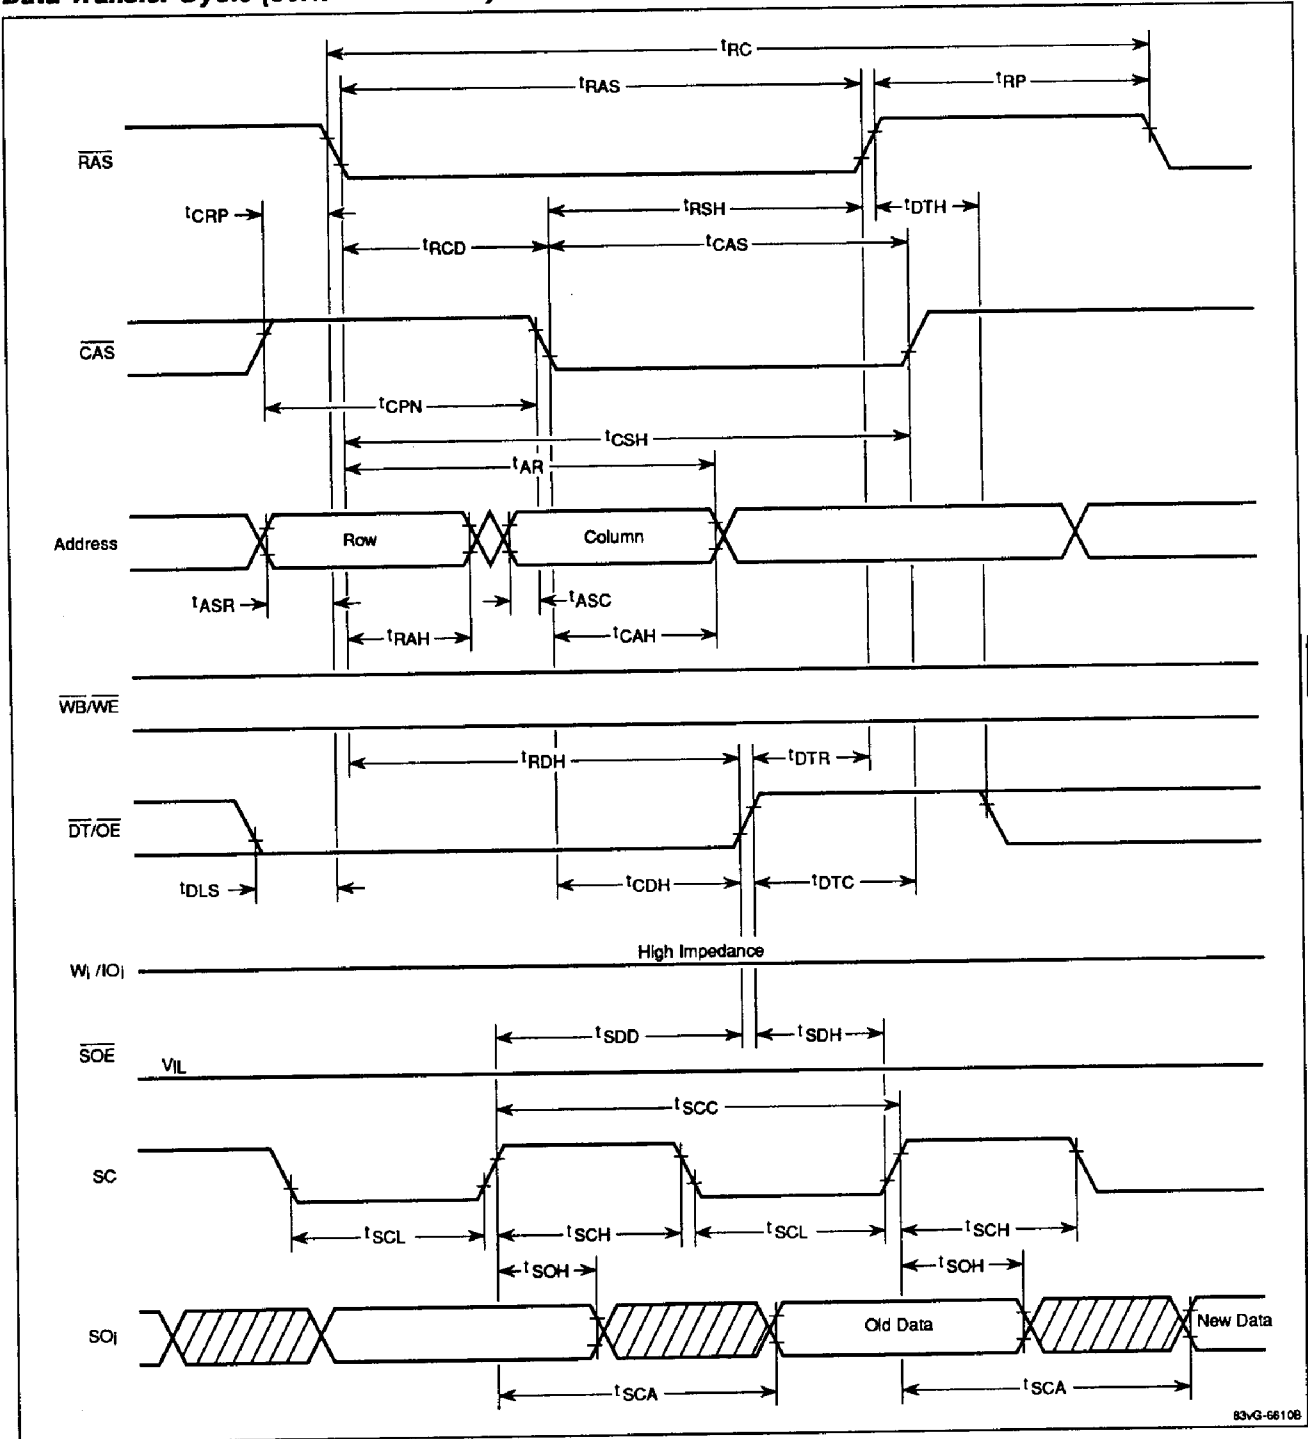 tRC
tRAS
tRP
RAS
tCRP
tRSH
tDTH
tRCD
tCAS
CAS
tCPN
tCSH
tAR
Address
Row
Column
tASR
tASC
tRAH
tCAH
WB/WE
tRDH
tDTR
DT/OE
tDLS
tCDH
tDTC
High Impedance
Wi /IOi
tSDD
tSDH
SOE
VIL
tSCC
SC
tSCL
tSCH
tSCL
tSCH
tSOH
tSOH
SOi
Old Data
New Data
tSCA
tSCA
83vG-6610B